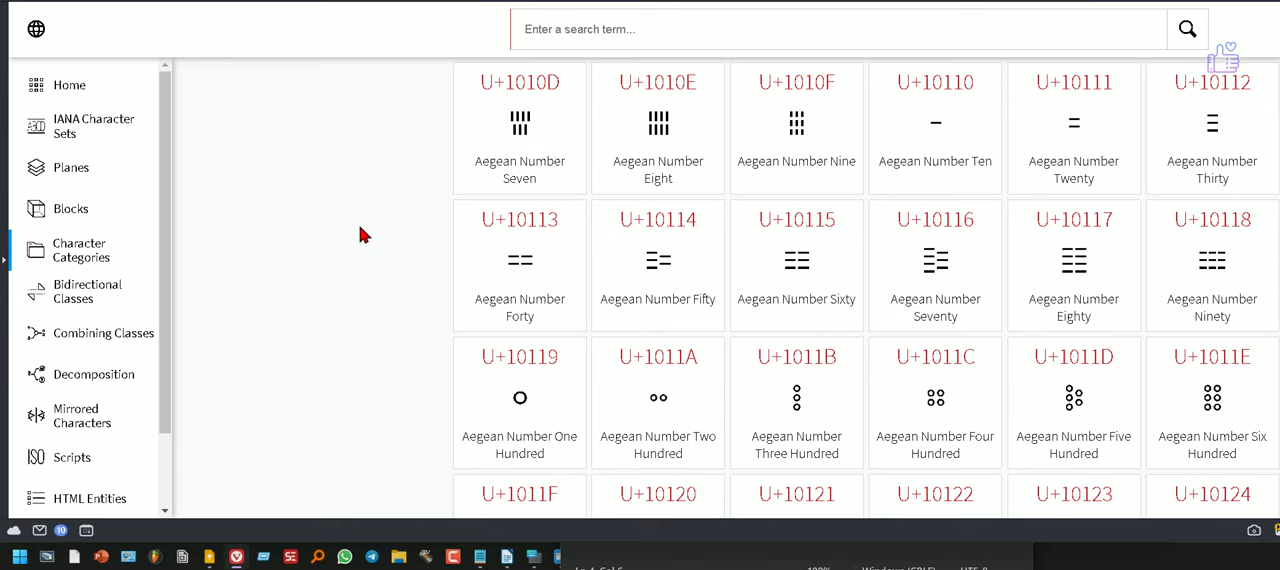 Enter a search term...
Home
IANA Character
Sets
Planes
Blocks
Character
Categories
Bidirectional
Classes
Combining Classes
Decomposition
Mirrored
Characters
Scripts
HTML Entities
U+1010D U+1010E U+1010F U+10110 U+10111 U+10112
𐄍 𐄎 𐄏 𐄐 𐄑 𐄒
Aegean Number Aegean Number Aegean Number Nine Aegean Number Ten Aegean Number Aegean Number
Seven Eight Twenty Thirty
U+10113 U+10114 U+10115 U+10116 U+10117 U+10118
𐄓 𐄔 𐄕 𐄖 𐄗 𐄘
Aegean Number Aegean Number Fifty Aegean Number Sixty Aegean Number Aegean Number Aegean Number
Forty Seventy Eighty Ninety
U+10119 U+1011A U+1011B U+1011C U+1011D U+1011E
𐄙 𐄚 𐄛 𐄜 𐄝 𐄞
Aegean Number One Aegean Number Two Aegean Number Aegean Number Four Aegean Number Five Aegean Number Six
Hundred Hundred Three Hundred Hundred Hundred Hundred
U+1011F U+10120 U+10121 U+10122 U+10123 U+10124
10
SE